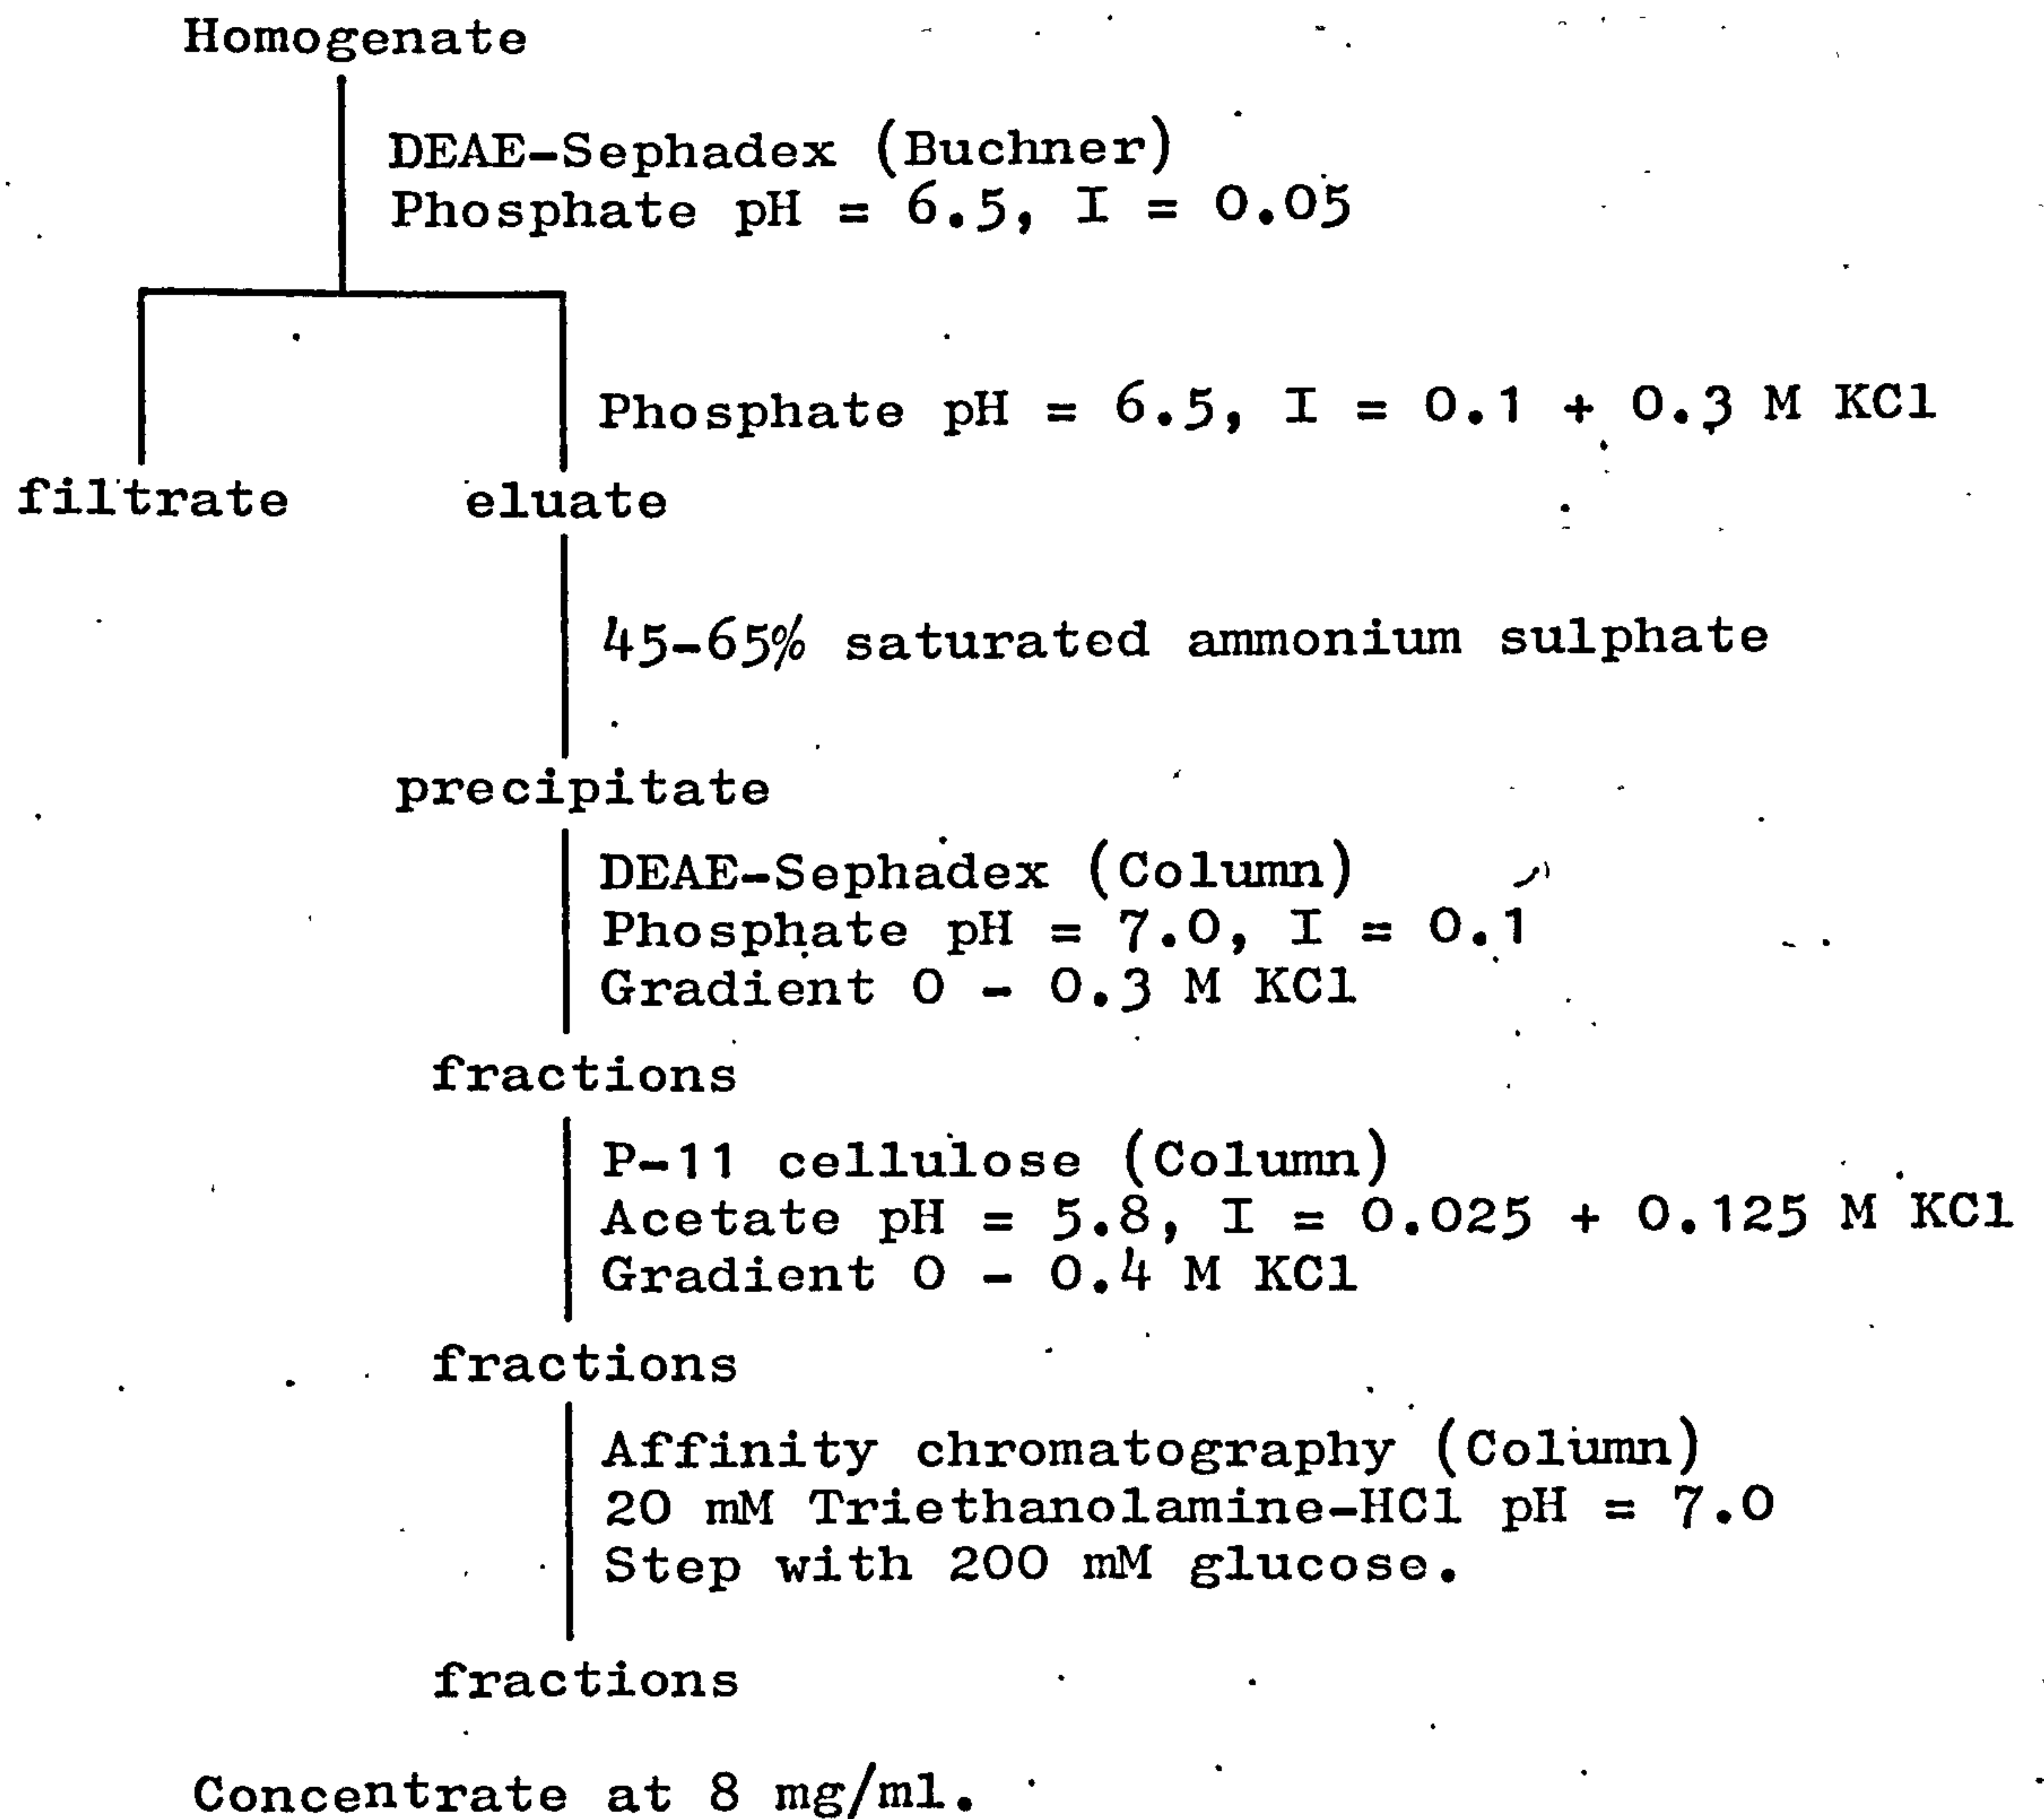 Homogenate
DEAE-Sephadex (Buchner)
Phosphate pH = 6.5, I = 0.05
Phosphate pH = 6.5, I = 0.1 + 0.3 M KCl
filtrate eluate
45-65% saturated ammonium sulphate
precipitate
DEAE-Sephadex (Column)
Phosphate pH = 7.0, I = 0.1
Gradient 0 - 0.3 M KCl
fractions
P-11 cellulose (Column)
Acetate pH = 5.8, I = 0.025 + 0.125 M KCl
Gradient 0 - 0.4 M KCl
fractions
Affinity chromatography (Column)
20 mM Triethanolamine-HCl pH = 7.0
Step with 200 mM glucose.
fractions
Concentrate at 8 mg/ml.